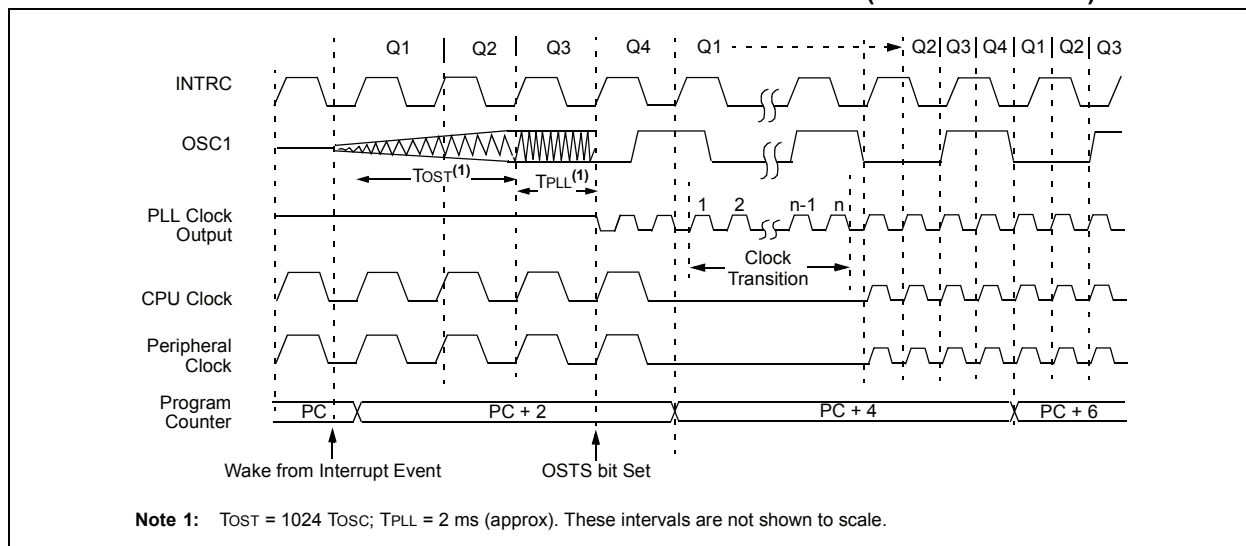 Q1 Q2 Q3 Q4 Q1 Q2 Q3 Q4 Q1 Q2 Q3
INTRC
OSC1
TOST(1) TPLL(1)
PLL Clock
Output
1 2 n-1 n
Clock
Transition
CPU Clock
Peripheral
Clock
Program
Counter
PC PC + 2 PC + 4 PC + 6
Wake from Interrupt Event OSTS bit Set
Note 1: TOST = 1024 TOSC; TPLL = 2 ms (approx). These intervals are not shown to scale.